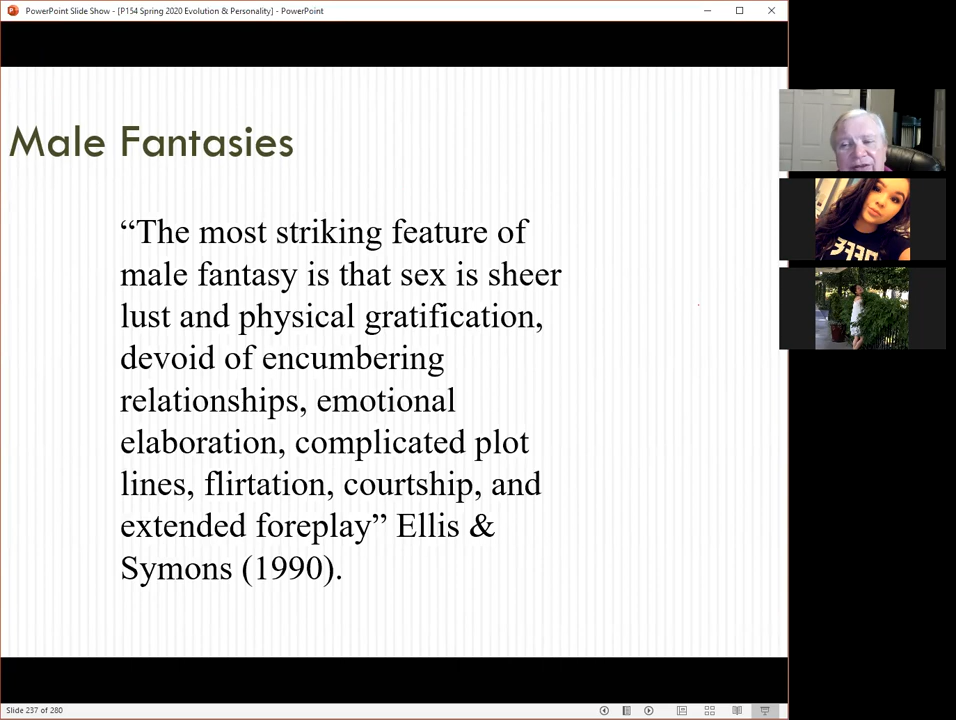 PowerPoint Slide Show - [P154 Spring 2020 Evolution & Personality] - PowerPoint
Male Fantasies
“The most striking feature of
male fantasy is that sex is sheer
lust and physical gratification,
devoid of encumbering
relationships, emotional
elaboration, complicated plot
lines, flirtation, courtship, and
extended foreplay” Ellis &
Symons (1990).
Slide 237 of 280